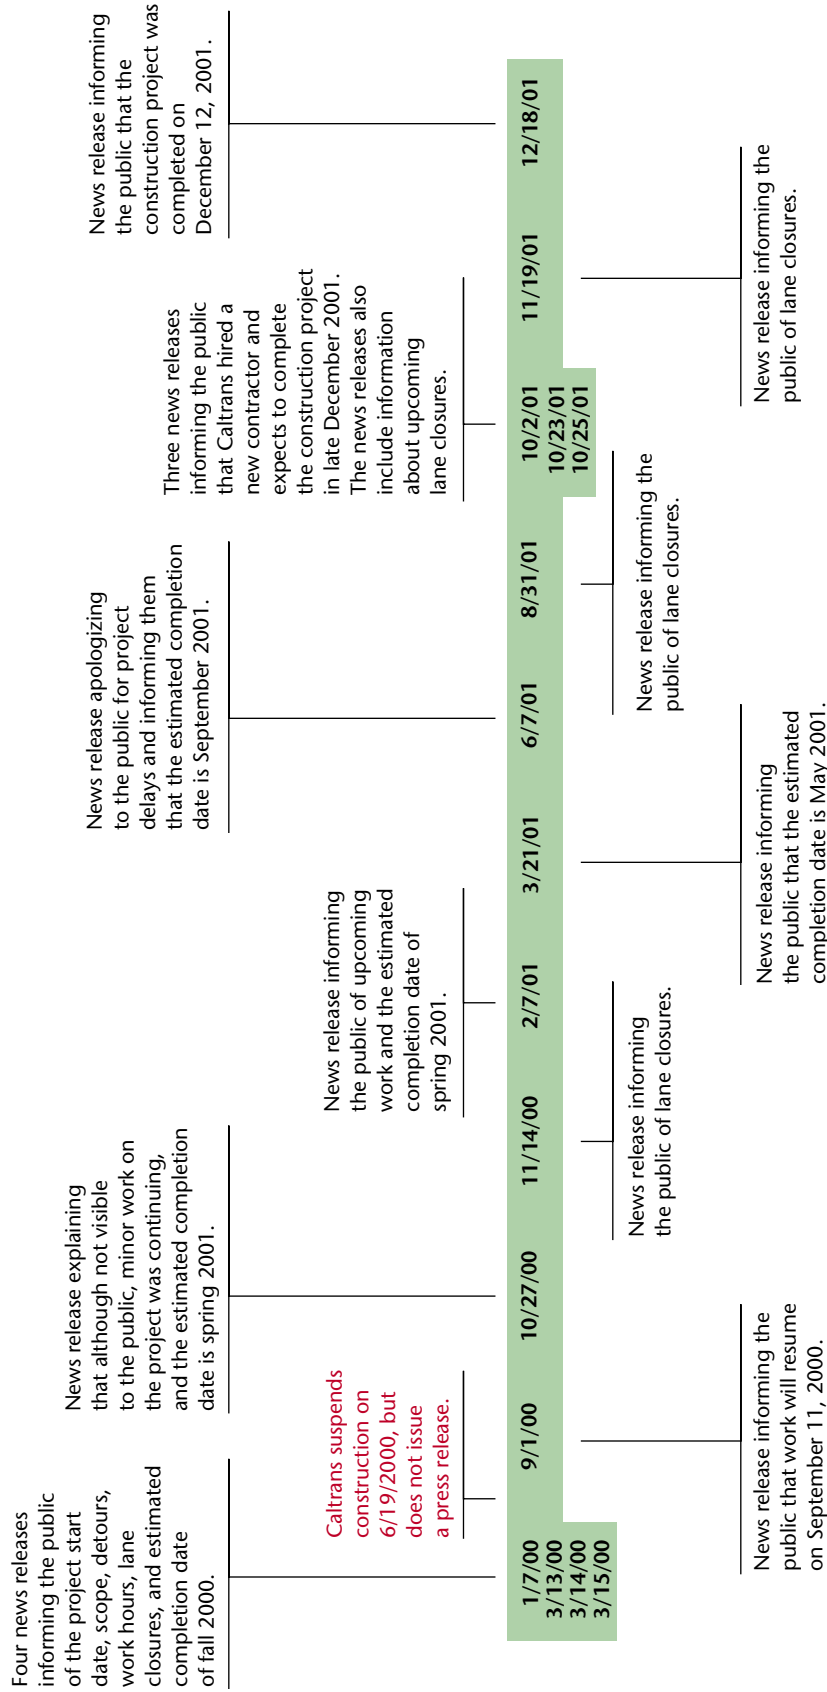 Four news releases
informing the public
of the project start
date, scope, detours,
work hours, lane
closures, and estimated
completion date
of fall 2000.
1/7/00
3/13/00
3/14/00
3/15/00
Caltrans suspends
construction on
6/19/2000, but
does not issue
a press release.
9/1/00
News release informing the
public that work will resume
on September 11, 2000.
News release explaining
that although not visible
to the public, minor work on
the project was continuing,
and the estimated completion
date is spring 2001.
10/27/00
11/14/00
News release informing
the public of lane closures.
News release informing
the public of upcoming
work and the estimated
completion date of
spring 2001.
2/7/01
3/21/01
News release informing
the public that the estimated
completion date is May 2001.
News release apologizing
to the public for project
delays and informing them
that the estimated completion
date is September 2001.
6/7/01
8/31/01
News release informing the
public of lane closures.
Three news releases
informing the public
that Caltrans hired a
new contractor and
expects to complete
the construction project
in late December 2001.
The news releases also
include information
about upcoming
lane closures.
10/2/01
10/23/01
10/25/01
11/19/01
News release informing the
public of lane closures.
News release informing
the public that the
construction project was
completed on
December 12, 2001.
12/18/01